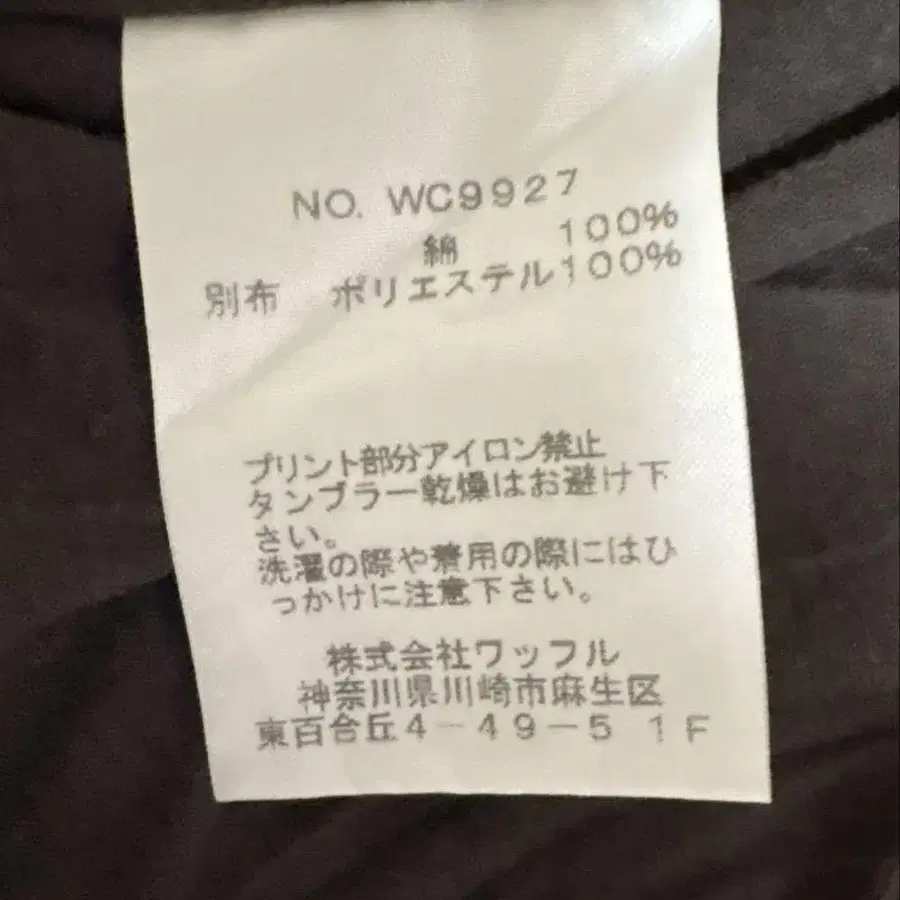 NO. WC9927
綿 100%
別布 ポリエステル100%
プリント部分アイロン禁止
タンブラー乾燥はお避け下
さい。
洗濯の際や着用の際にはひ
っかけに注意下さい。
株式会社ワッフル
神奈川県川崎市麻生区
東百合丘4-49-5 1F